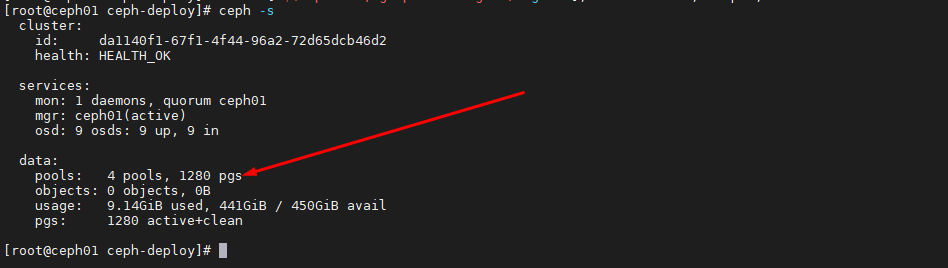 [root@ceph01 ceph-deploy]# ceph -s
cluster:
id: da1140f1-67f1-4f44-96a2-72d65dcb46d2
health: HEALTH_OK
services:
mon: 1 daemons, quorum ceph01
mgr: ceph01(active)
osd: 9 osds: 9 up, 9 in
data:
pools: 4 pools, 1280 pgs
objects: 0 objects, 0B
usage: 9.14GiB used, 441GiB / 450GiB avail
pgs: 1280 active+clean
[root@ceph01 ceph-deploy]#